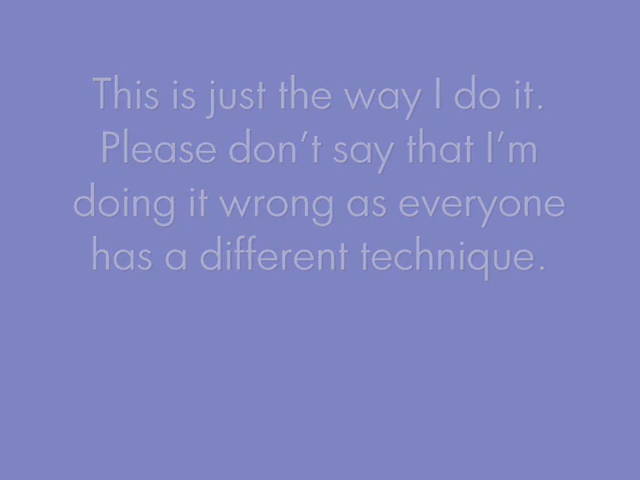 This is just the way I do it.
Please don’t say that I’m
doing it wrong as everyone
has a different technique.